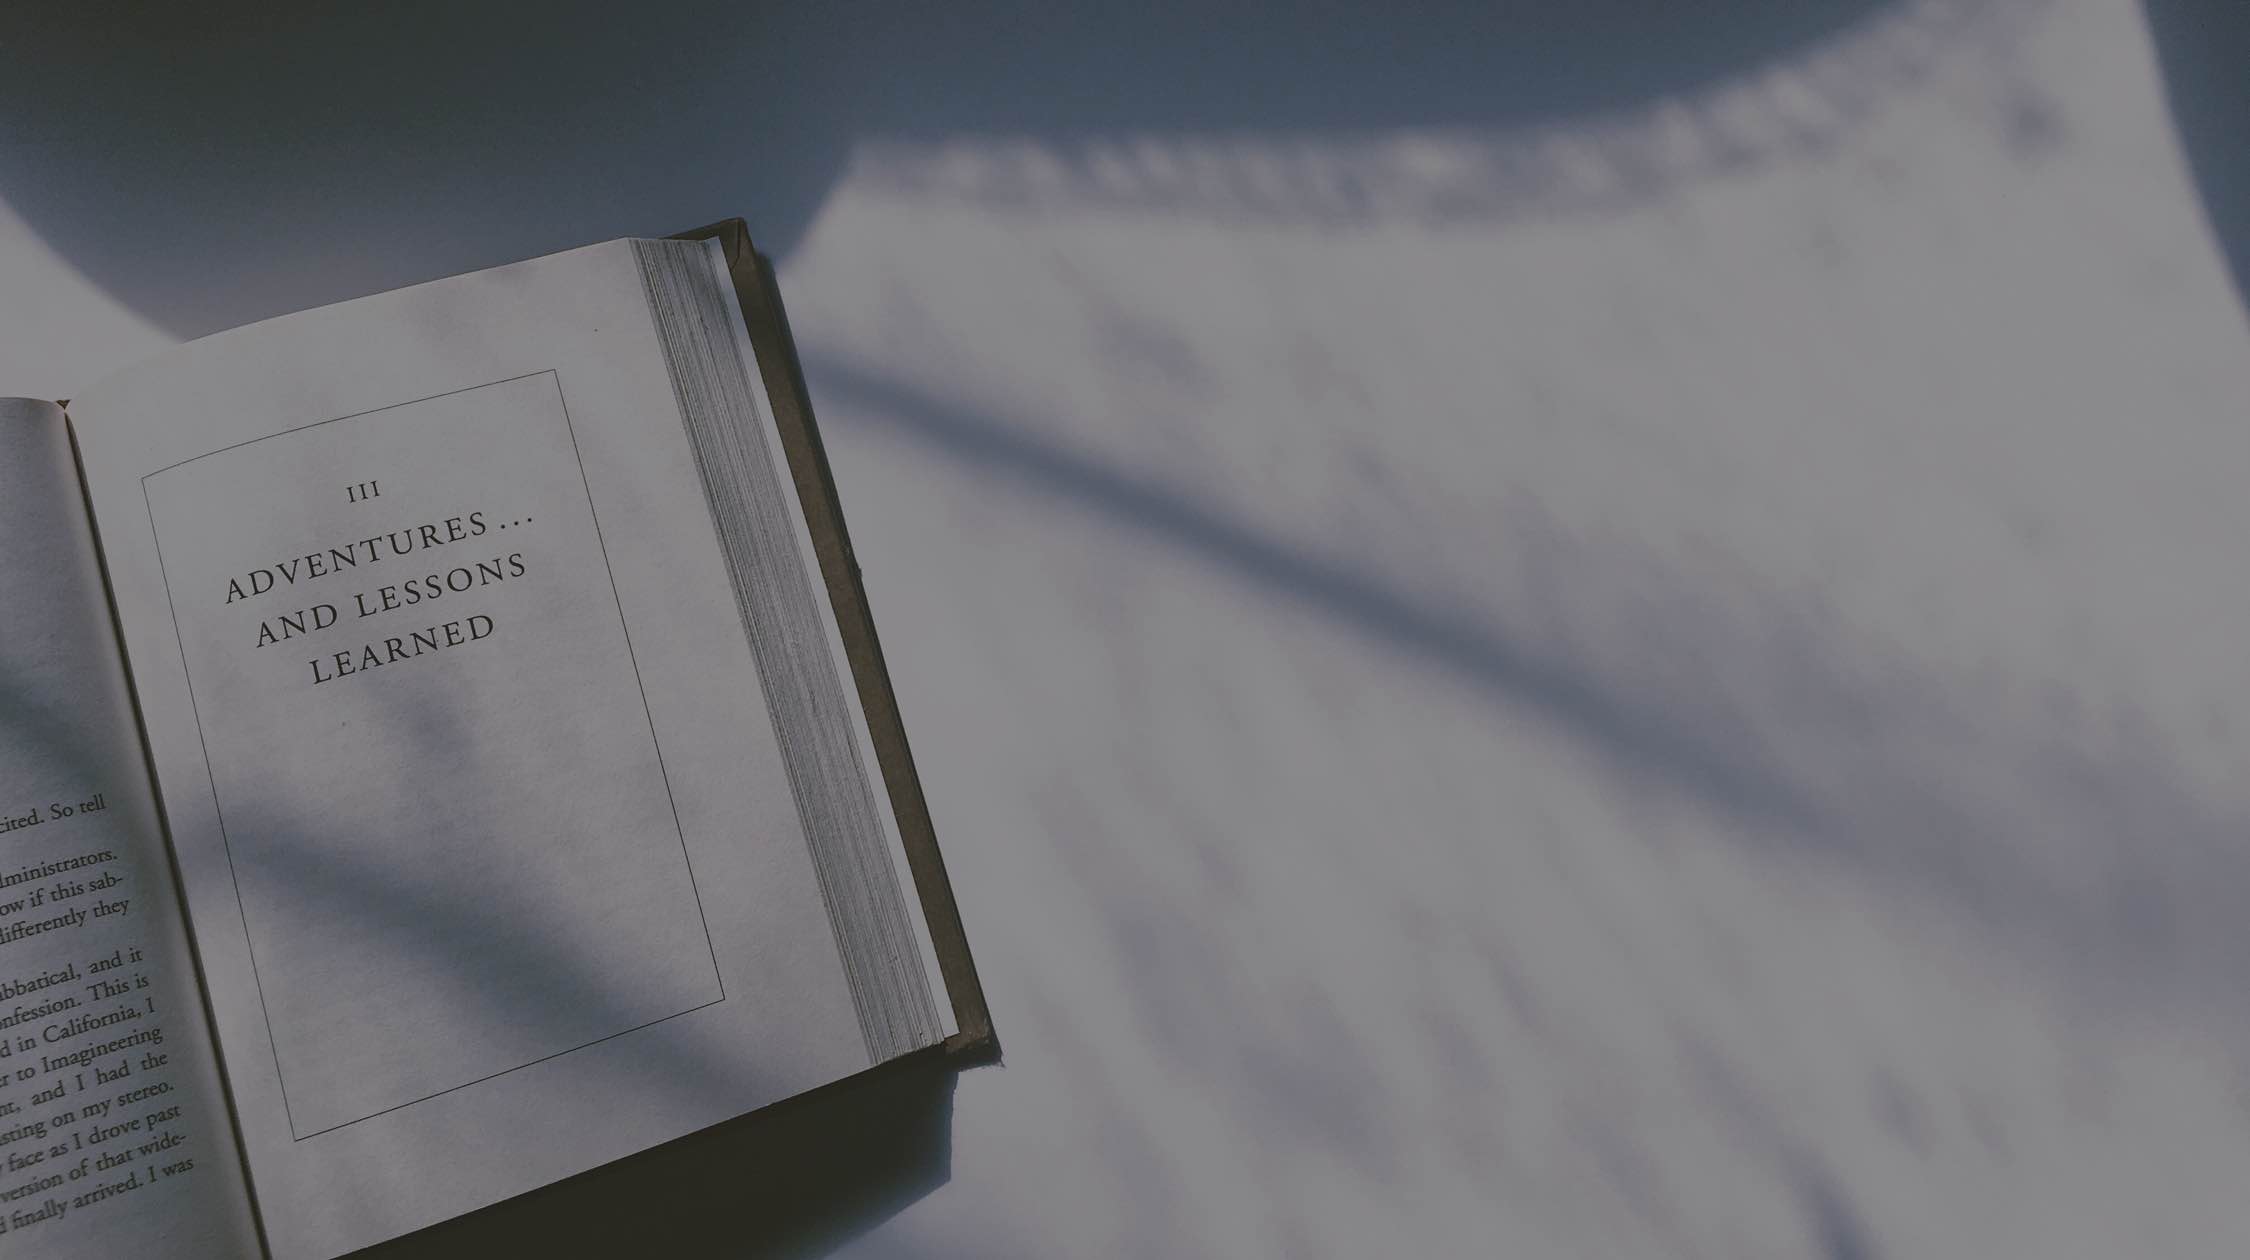 cited. So tell
dministrators.
ow if this sab-
differently they
abbatical, and it
onfession. This is
d in California, I
er to Imagineering
nt, and I had the
sting on my stereo.
face as I drove past
version of that wide-
d finally arrived. I was
III
ADVENTURES ...
AND LESSONS
LEARNED